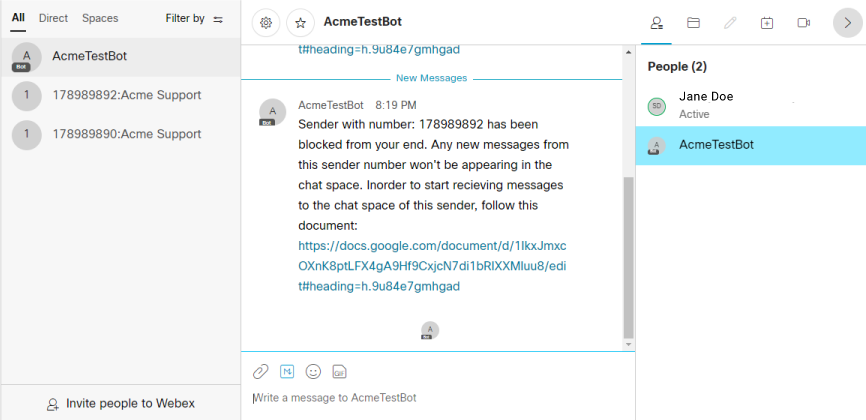 All Direct Spaces Filter by
A
Bot
AcmeTestBot
1 178989892:Acme Support
1 178989890:Acme Support
Invite people to Webex
AcmeTestBot
t#heading=h.9u84e7gmhgad
New Messages
A
Bot
AcmeTestBot 8:19 PM
Sender with number: 178989892 has been
blocked from your end. Any new messages from
this sender number won't be appearing in the
chat space. Inorder to start recieving messages
to the chat space of this sender, follow this
document:
https://docs.google.com/document/d/1IkxJmxc
OXnK8ptLFX4gA9Hf9CxjcN7di1bRIXXMluu8/edi
t#heading=h.9u84e7gmhgad
A
Bot
M
GIF
Write a message to AcmeTestBot
People (2)
SD
Jane Doe
Active
A
Bot
AcmeTestBot